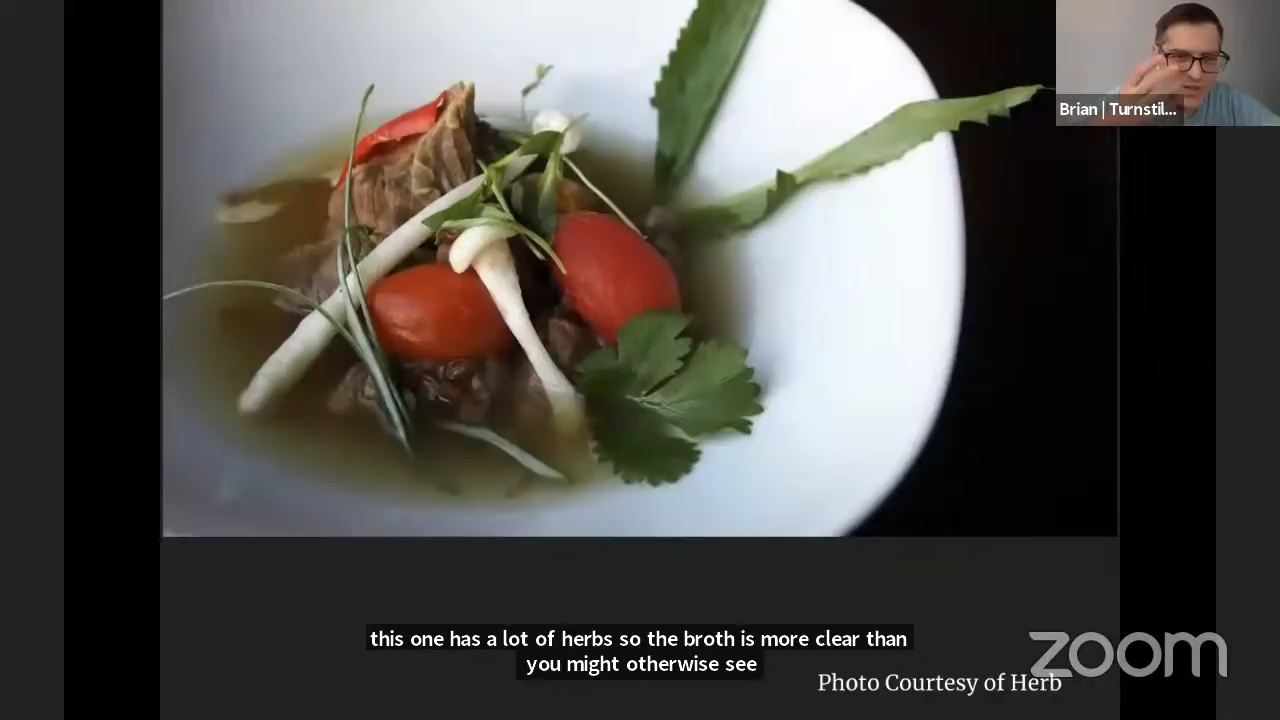 Brian | Turnstil...
this one has a lot of herbs so the broth is more clear than
you might otherwise see
zoom
Photo Courtesy of Herb